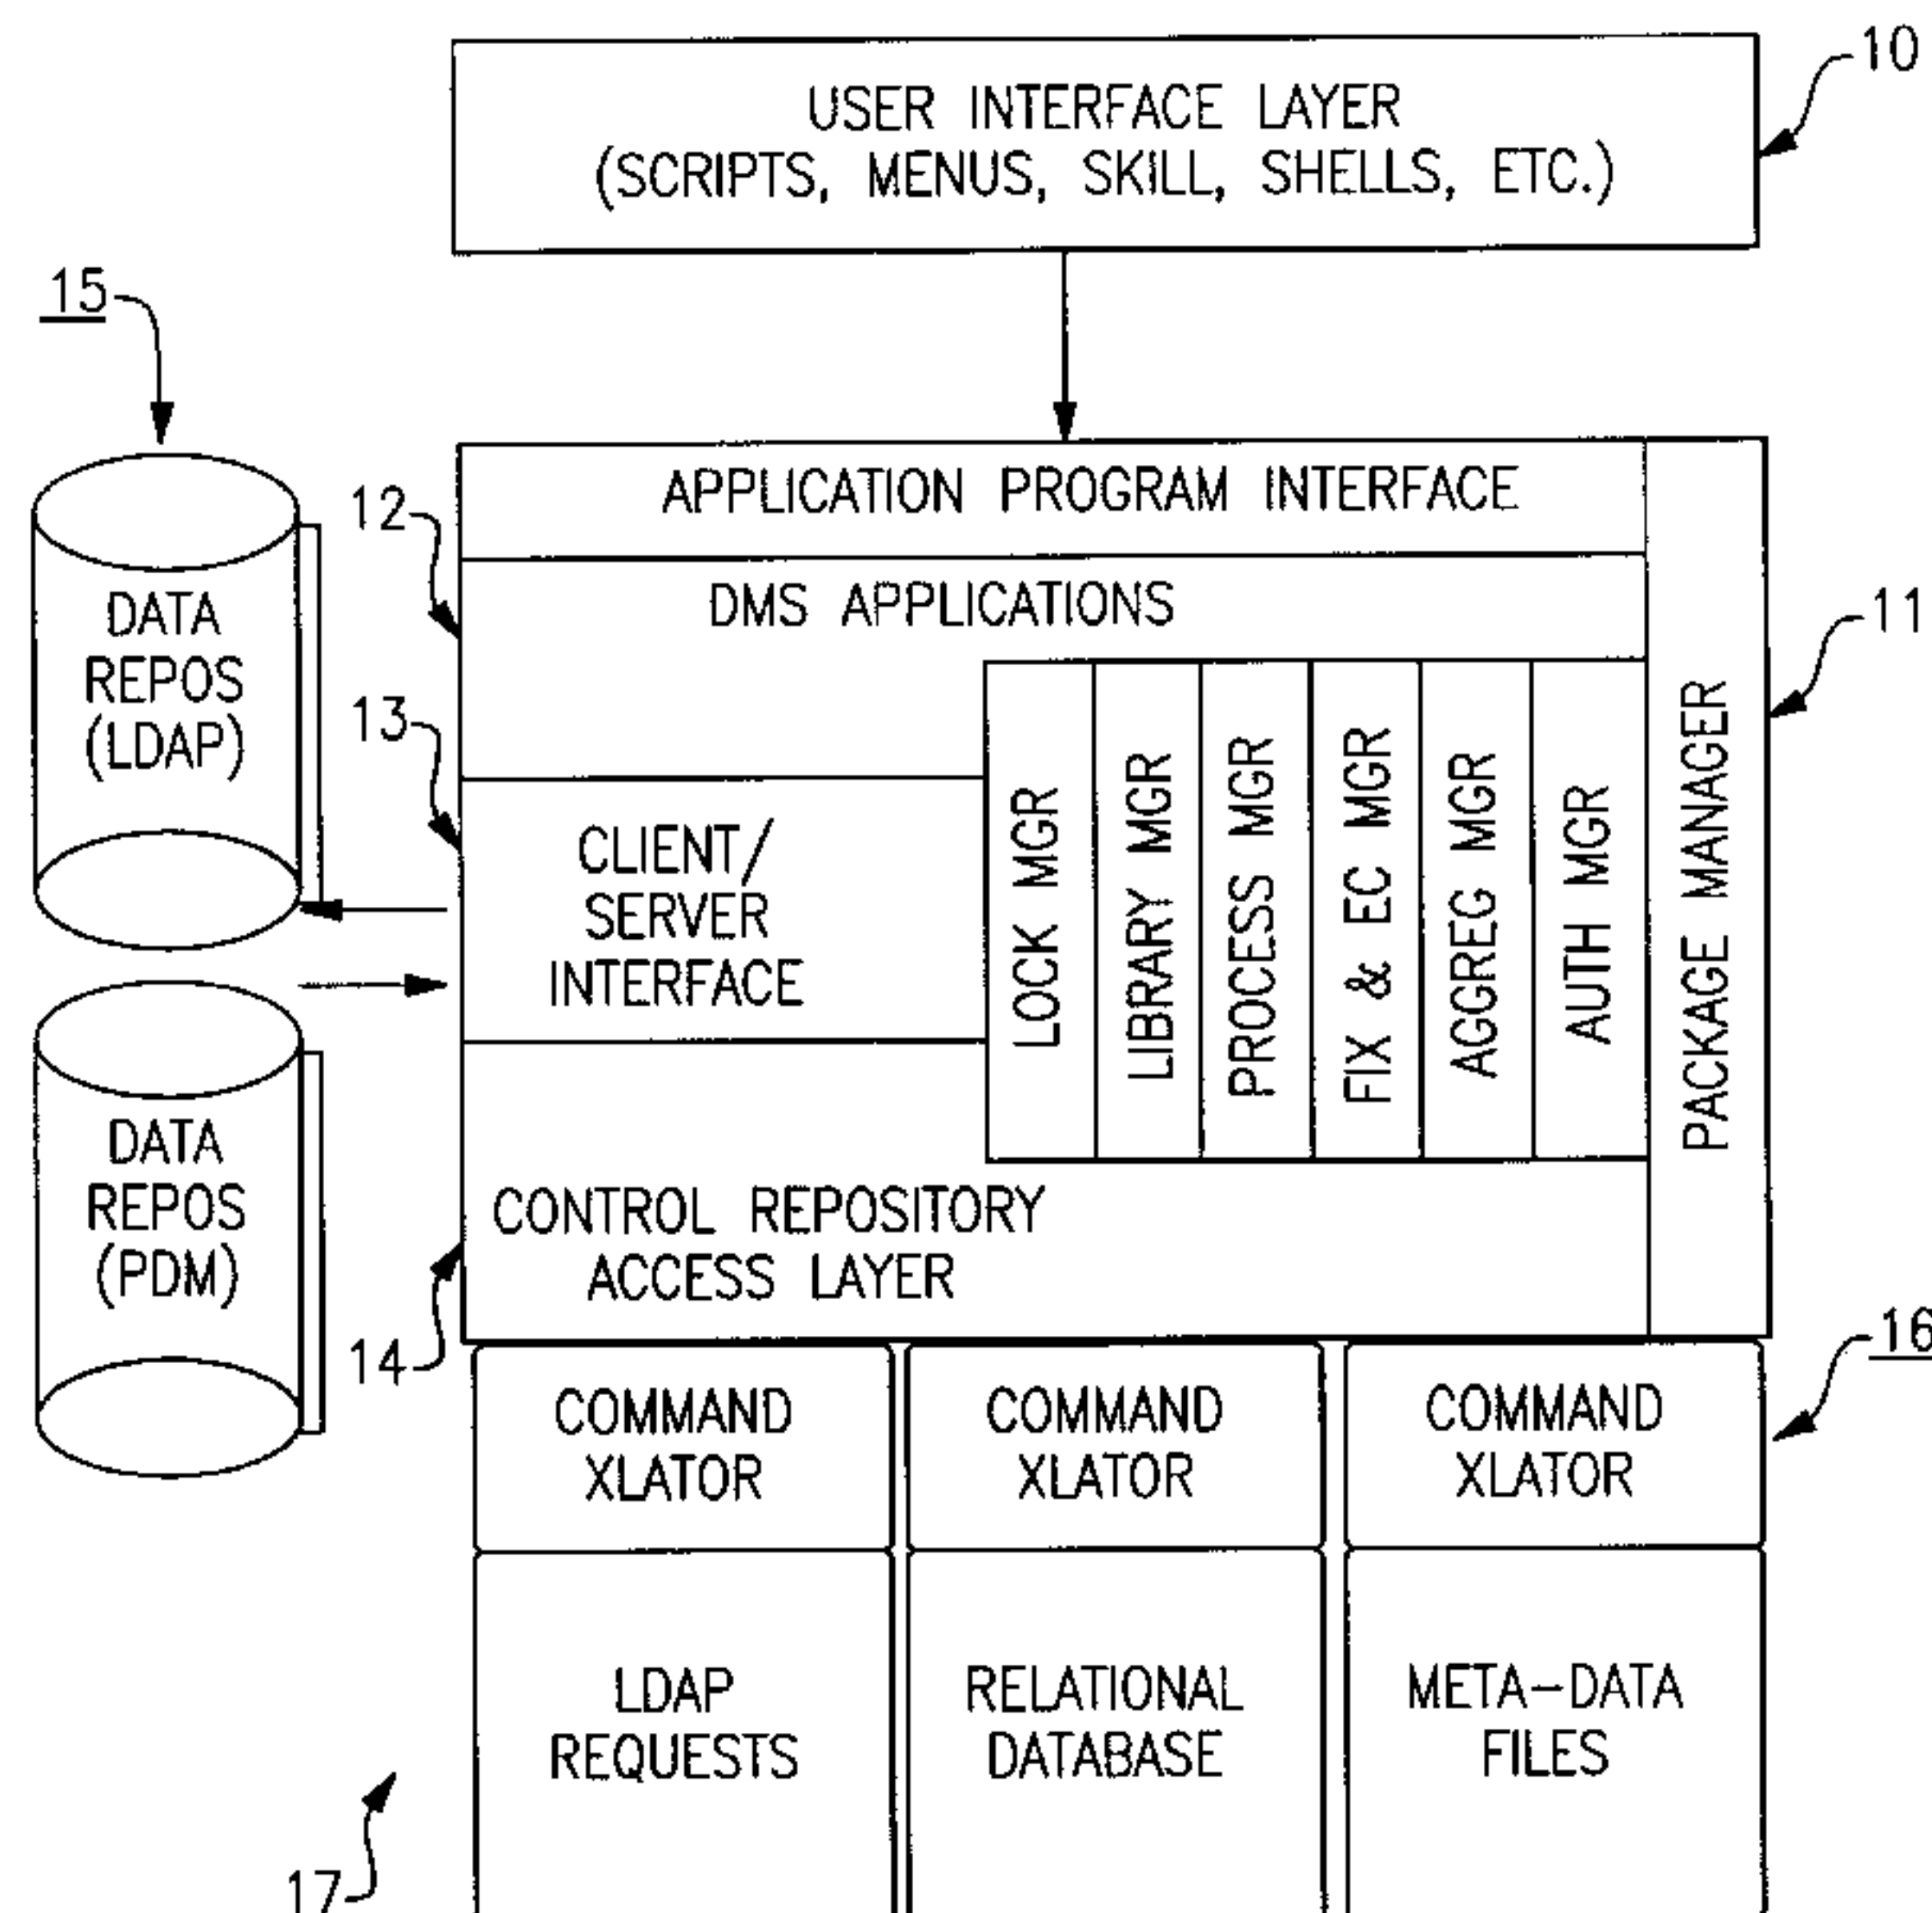 10
USER INTERFACE LAYER
(SCRIPTS, MENUS, SKILL, SHELLS, ETC.)
15
APPLICATION PROGRAM INTERFACE
12
DMS APPLICATIONS
11
DATA
REPOS
(LDAP)
13
CLIENT/
SERVER
INTERFACE
LOCK MGR
LIBRARY MGR
PROCESS MGR
FIX & EC MGR
AGGREG MGR
AUTH MGR
PACKAGE MANAGER
DATA
REPOS
(PDM)
CONTROL REPOSITORY
ACCESS LAYER
14
16
COMMAND
XLATOR
COMMAND
XLATOR
COMMAND
XLATOR
LDAP
REQUESTS
RELATIONAL
DATABASE
META-DATA
FILES
17